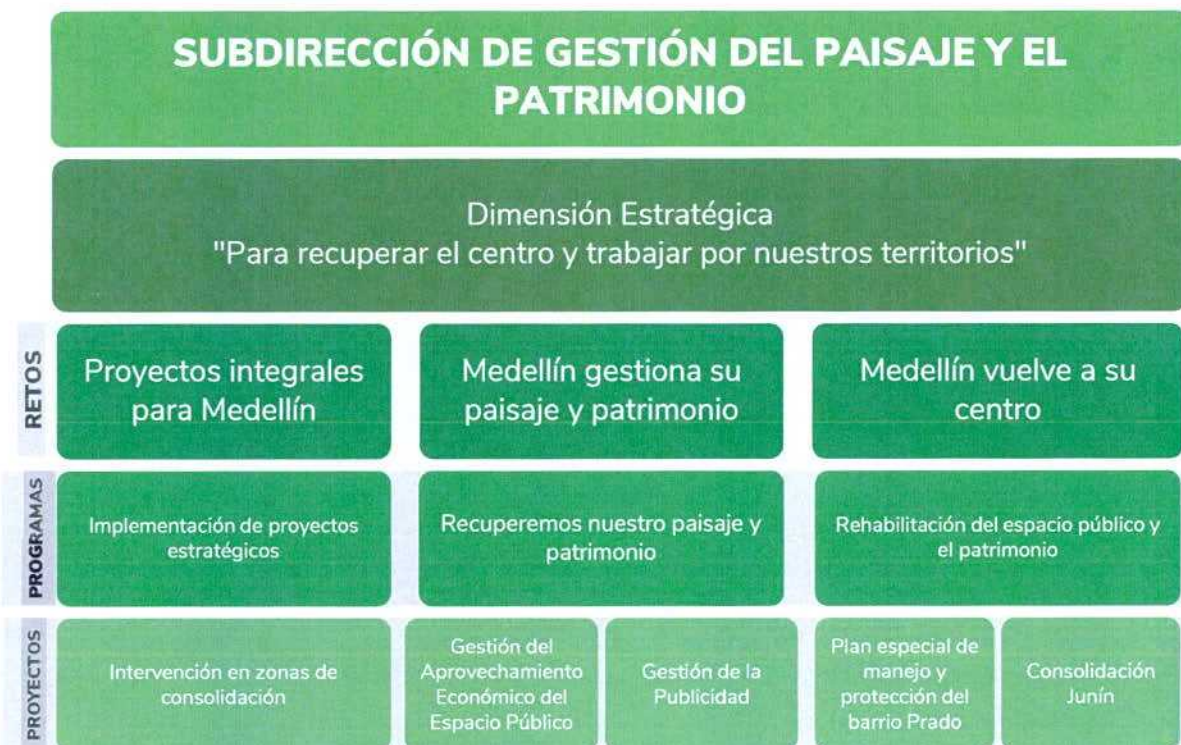 SUBDIRECCIÓN DE GESTIÓN DEL PAISAJE Y EL
PATRIMONIO
Dimensión Estratégica
"Para recuperar el centro y trabajar por nuestros territorios"
RETOS
Proyectos integrales
para Medellín
Medellín gestiona su
paisaje y patrimonio
Medellín vuelve a su
centro
PROGRAMAS
Implementación de proyectos
estratégicos
Recuperemos nuestro paisaje y
patrimonio
Rehabilitación del espacio público y
el patrimonio
PROYECTOS
Intervención en zonas de
consolidación
Gestión del
Aprovechamiento
Económico del
Espacio Público
Gestión de la
Publicidad
Plan especial de
manejo y
protección del
barrio Prado
Consolidación
Junín